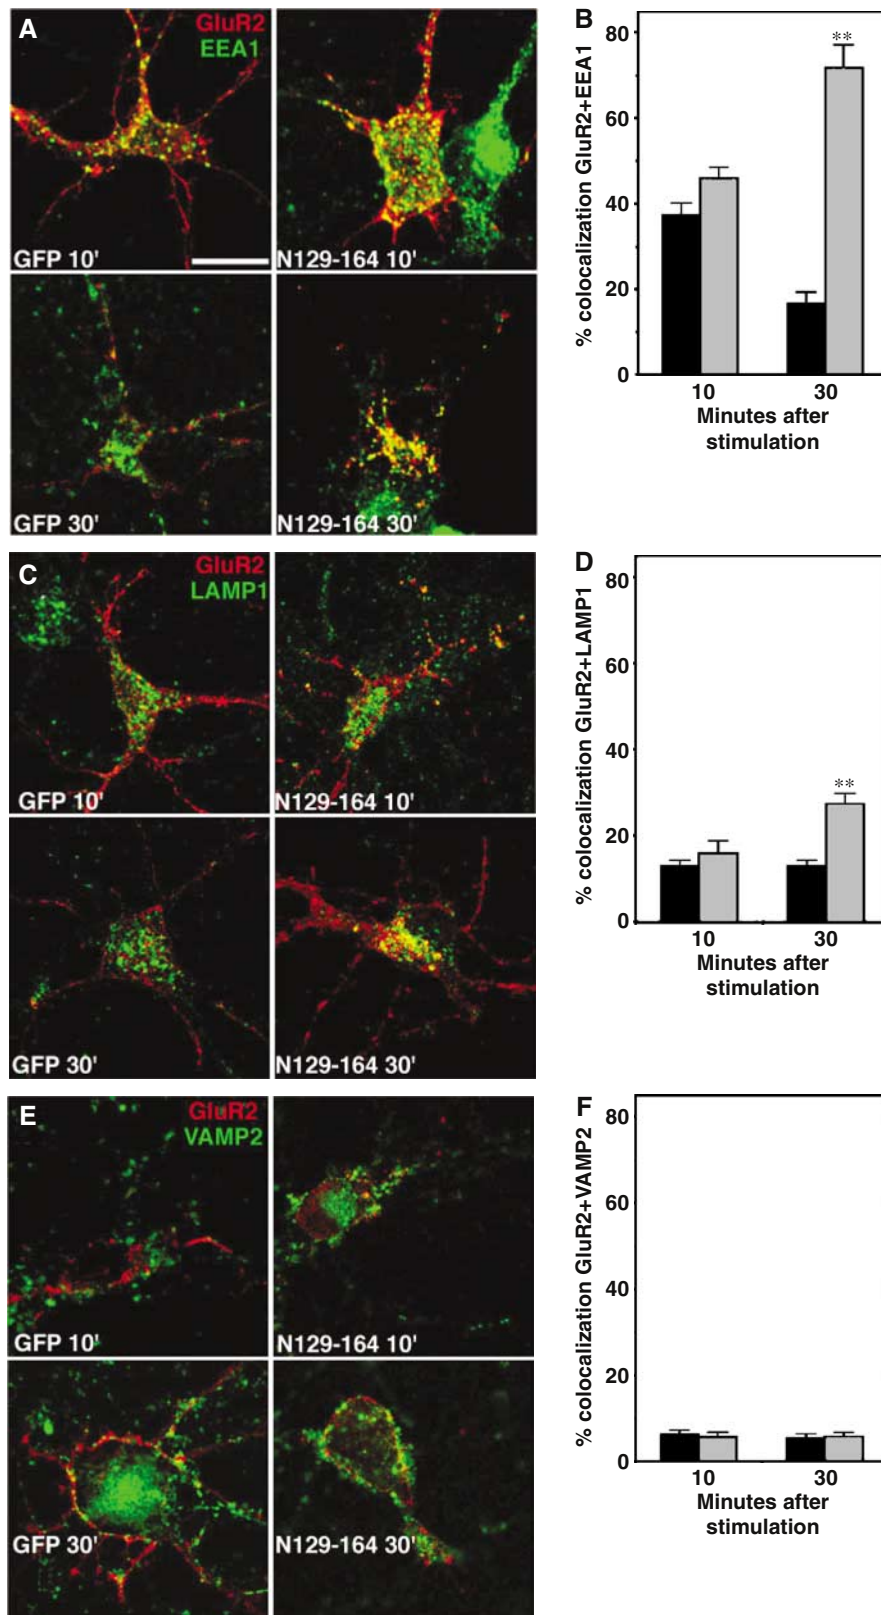 A
GluR2
EEA1
GFP 10'
N129-164 10'
GFP 30'
N129-164 30'
B
% colocalization GluR2+EEA1
80
60
40
20
0
**
10
30
Minutes after
stimulation
C
GluR2
LAMP1
GFP 10'
N129-164 10'
GFP 30'
N129-164 30'
D
% colocalization GluR2+LAMP1
80
60
40
20
0
**
10
30
Minutes after
stimulation
E
GluR2
VAMP2
GFP 10'
N129-164 10'
GFP 30'
N129-164 30'
F
% colocalization GluR2+VAMP2
80
60
40
20
0
10
30
Minutes after
stimulation